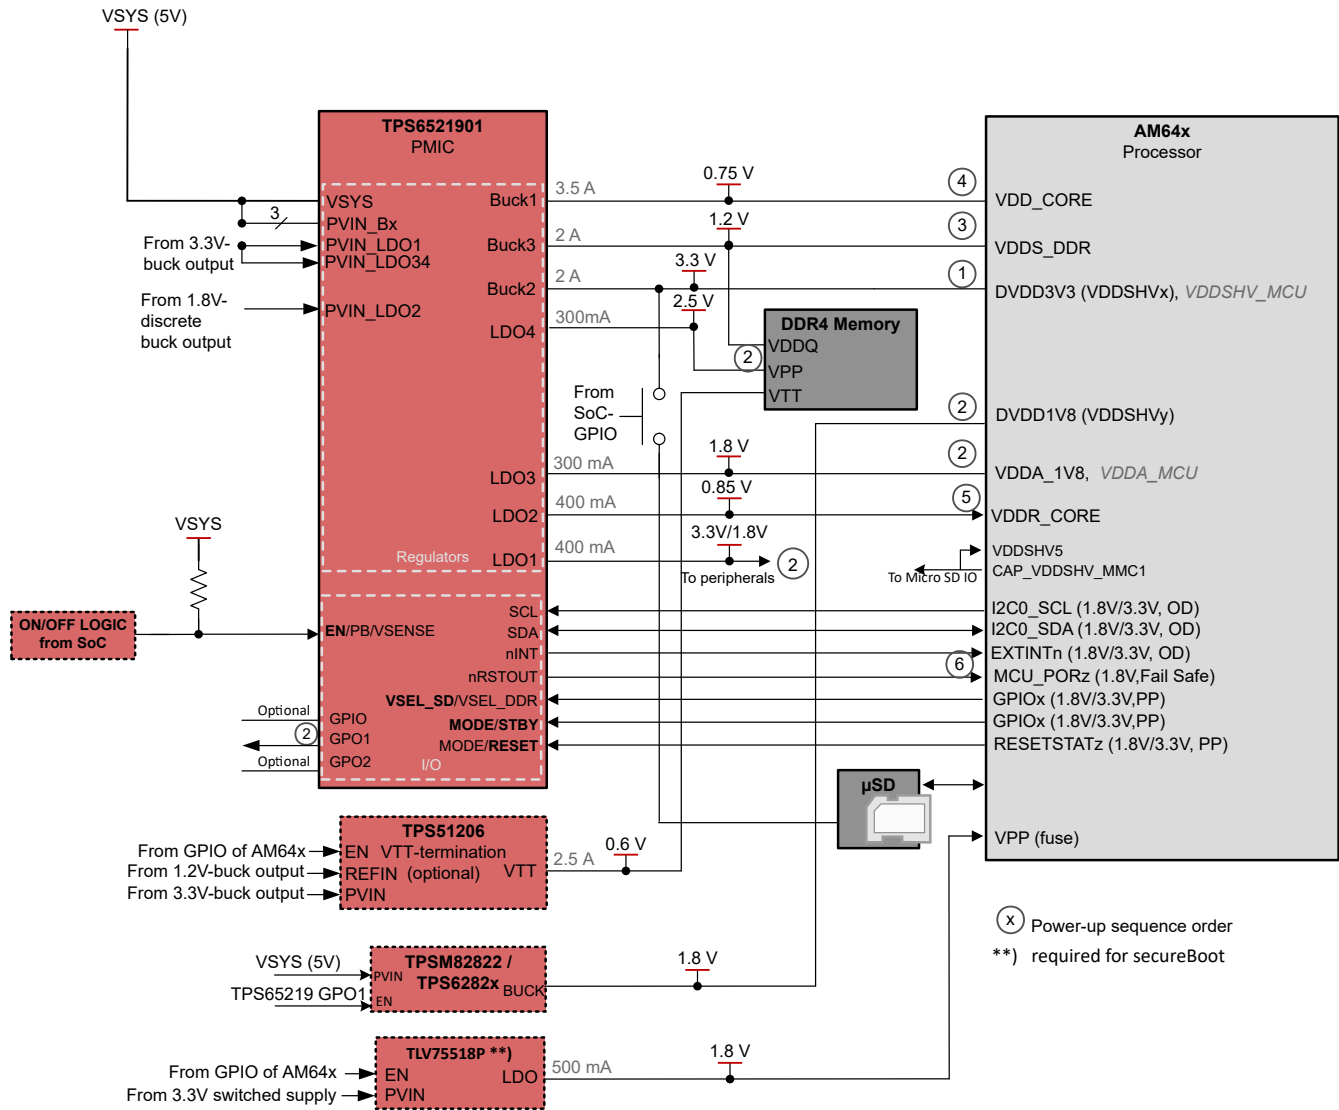 VSYS (5V)
TPS6521901
PMIC
VSYS
3
PVIN_Bx
From 3.3V-
buck output
PVIN_LDO1
PVIN_LDO34
From 1.8V-
discrete
buck output
PVIN_LDO2
Buck1
3.5 A
0.75 V
Buck3
2 A
1.2 V
Buck2
2 A
3.3 V
LDO4
300mA
2.5 V
LDO3
300 mA
1.8 V
LDO2
400 mA
0.85 V
Regulators
LDO1
400 mA
3.3V/1.8V
To peripherals
2
From
SoC-
GPIO
DDR4 Memory
VDDQ
2
VPP
VTT
AM64x
Processor
4
VDD_CORE
3
VDDS_DDR
1
DVDD3V3 (VDDSHVx), VDDSHV_MCU
2
DVDD1V8 (VDDSHVy)
2
VDDA_1V8, VDDA_MCU
5
VDDR_CORE
VDDSHV5
To Micro SD IO
CAP_VDDSHV_MMC1
I2C0_SCL (1.8V/3.3V, OD)
I2C0_SDA (1.8V/3.3V, OD)
EXTINTn (1.8V/3.3V, OD)
6
MCU_PORz (1.8V,Fail Safe)
GPIOx (1.8V/3.3V,PP)
GPIOx (1.8V/3.3V,PP)
RESETSTATz (1.8V/3.3V, PP)
VPP (fuse)
VSYS
ON/OFF LOGIC
from SoC
EN/PB/VSENSE
SCL
SDA
nINT
nRSTOUT
VSEL_SD/VSEL_DDR
MODE/STBY
MODE/RESET
Optional
GPIO
2
GPO1
Optional
GPO2
I/O
µSD
TPS51206
From GPIO of AM64x
EN VTT-termination
From 1.2V-buck output
REFIN (optional)
VTT
From 3.3V-buck output
PVIN
2.5 A
0.6 V
TPSM82822 /
TPS6282x
VSYS (5V)
PVIN
TPS65219 GPO1
EN
BUCK
1.8 V
TLV75518P **)
From GPIO of AM64x
EN
LDO
From 3.3V switched supply
PVIN
500 mA
1.8 V
x Power-up sequence order
**) required for secureBoot